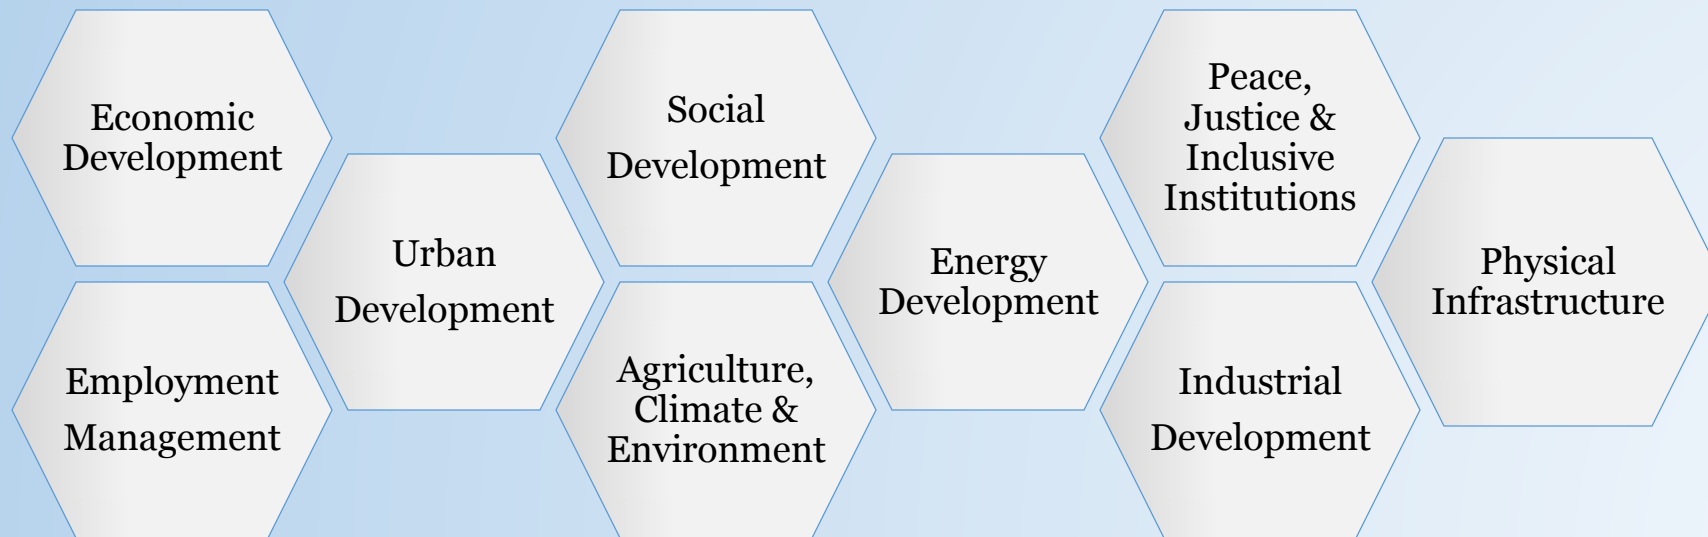 Economic
Development
Employment
Management
Urban
Development
Social
Development
Agriculture,
Climate &
Environment
Energy
Development
Peace,
Justice &
Inclusive
Institutions
Industrial
Development
Physical
Infrastructure